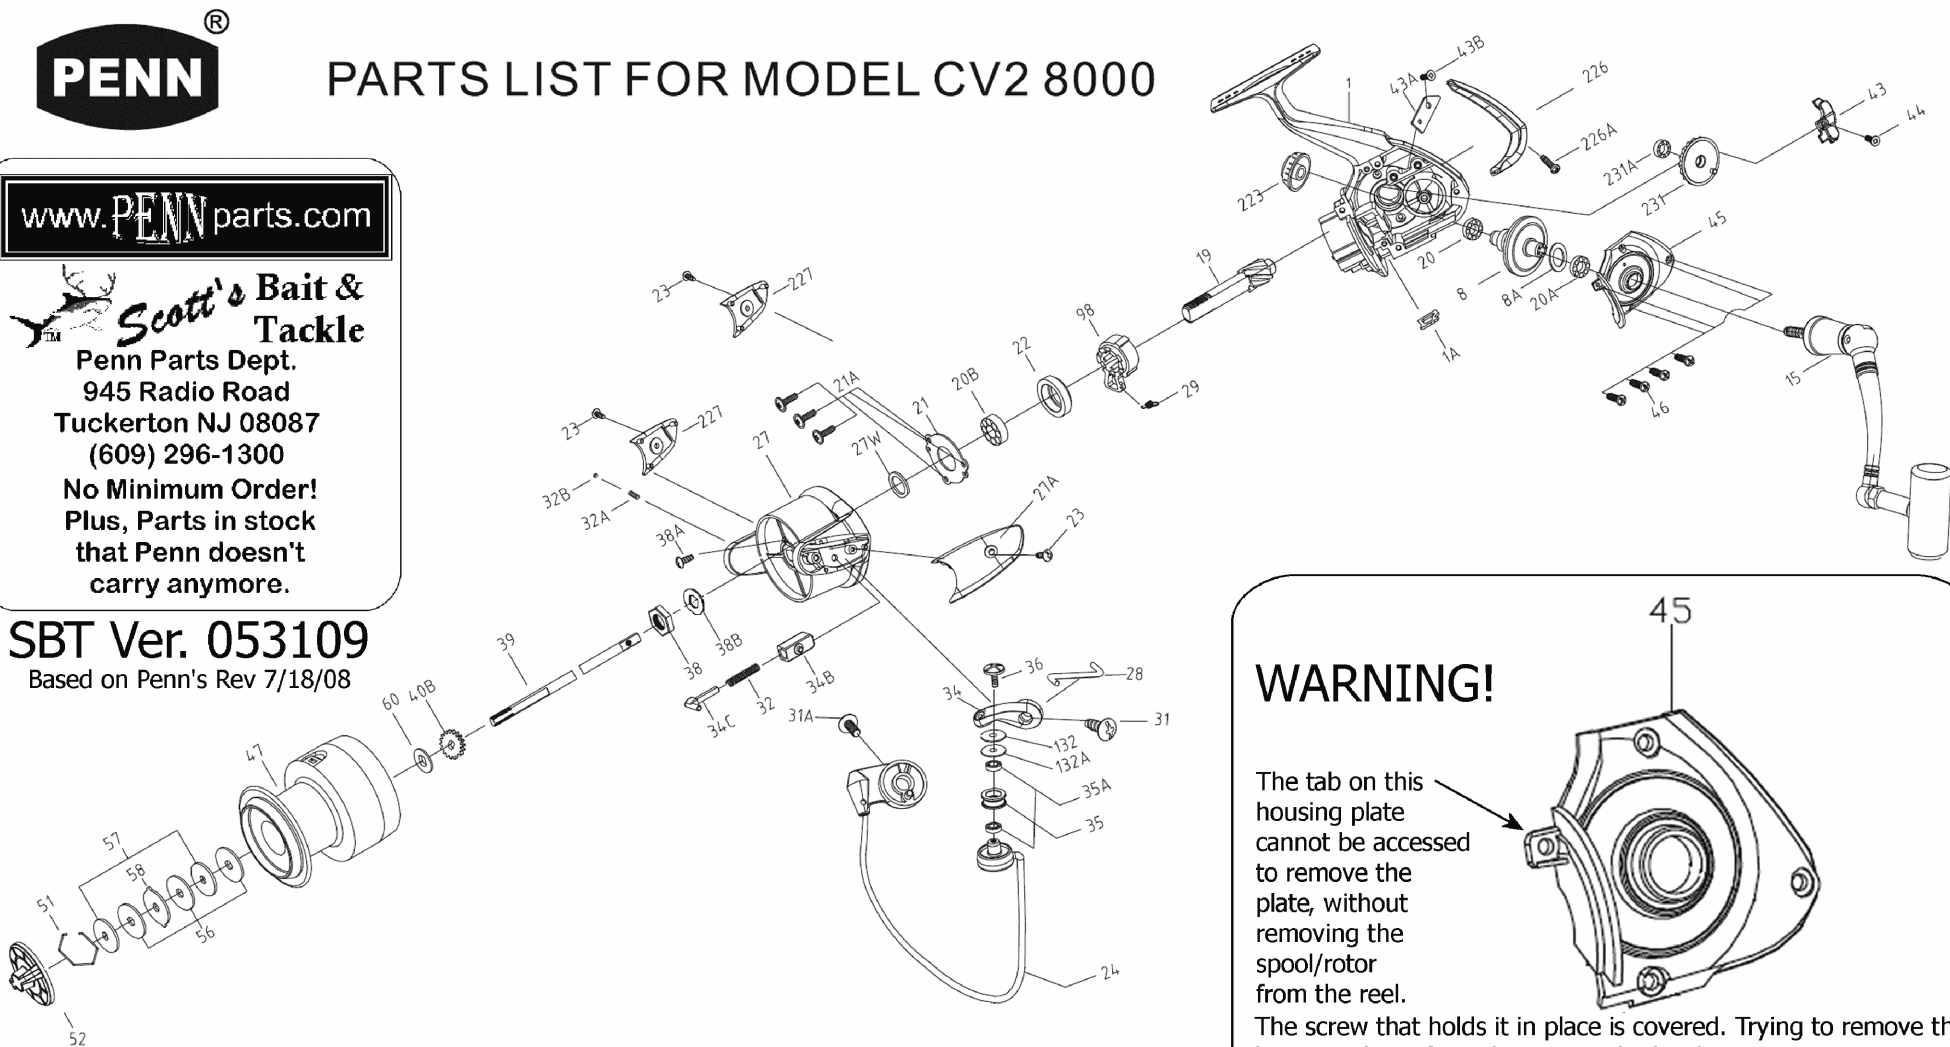 ®
PENN
PARTS LIST FOR MODEL CV2 8000
www.PENNparts.com
Scott's Bait &
Tackle
TM
Penn Parts Dept.
945 Radio Road
Tuckerton NJ 08087
(609) 296-1300
No Minimum Order!
Plus, Parts in stock
that Penn doesn't
carry anymore.
SBT Ver. 053109
Based on Penn's Rev 7/18/08
43B
1
43A
226
43
44
226A
231A
223
231
45
20
19
8
8A
20A
1A
15
46
23
227
98
22
29
20B
21A
21
23
227
27
27W
32B
32A
38A
27A
23
39
38B
38
34B
32
34C
36
28
34
31A
31
132
132A
35A
35
60
40B
47
57
58
51
56
24
52
45
WARNING!
The tab on this
housing plate
cannot be accessed
to remove the
plate, without
removing the
spool/rotor
from the reel.
The screw that holds it in place is covered. Trying to remove th